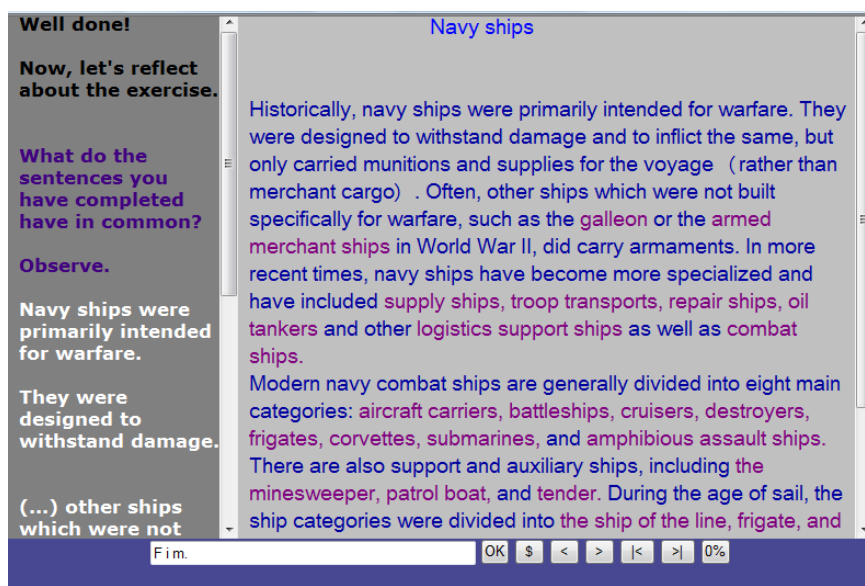 Well done!
Now, let's reflect
about the exercise.
What do the
sentences you
have completed
have in common?
Observe.
Navy ships were
primarily intended
for warfare.
They were
designed to
withstand damage.
(...) other ships
which were not
Navy ships
Historically, navy ships were primarily intended for warfare. They
were designed to withstand damage and to inflict the same, but
only carried munitions and supplies for the voyage （rather than
merchant cargo） . Often, other ships which were not built
specifically for warfare, such as the galleon or the armed
merchant ships in World War II, did carry armaments. In more
recent times, navy ships have become more specialized and
have included supply ships, troop transports, repair ships, oil
tankers and other logistics support ships as well as combat
ships.
Modern navy combat ships are generally divided into eight main
categories: aircraft carriers, battleships, cruisers, destroyers,
frigates, corvettes, submarines, and amphibious assault ships.
There are also support and auxiliary ships, including the
minesweeper, patrol boat, and tender. During the age of sail, the
ship categories were divided into the ship of the line, frigate, and
Fim. OK $ < > |< >| 0%